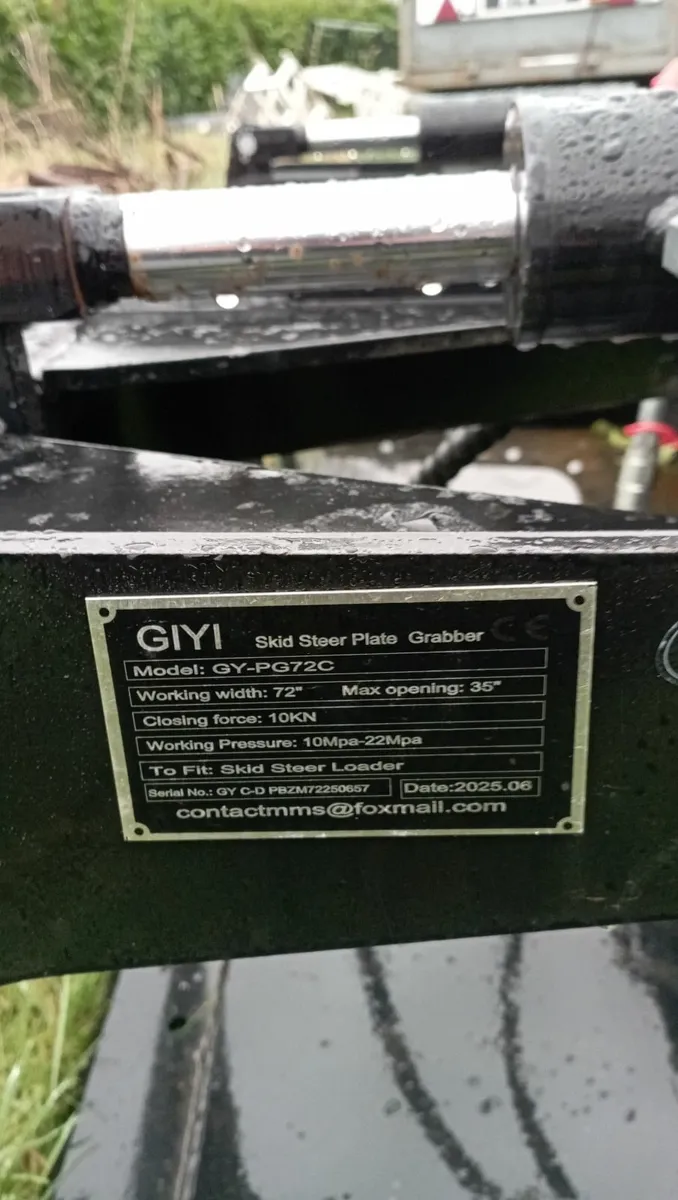 GIYI Skid Steer Plate Grabber CE
Model: GY-PG72C
Working width: 72" Max opening: 35"
Closing force: 10KN
Working Pressure: 10Mpa-22Mpa
To Fit: Skid Steer Loader
Serial No.: GY C-D PBZM72250657 Date:2025.06
contactmms@foxmail.com